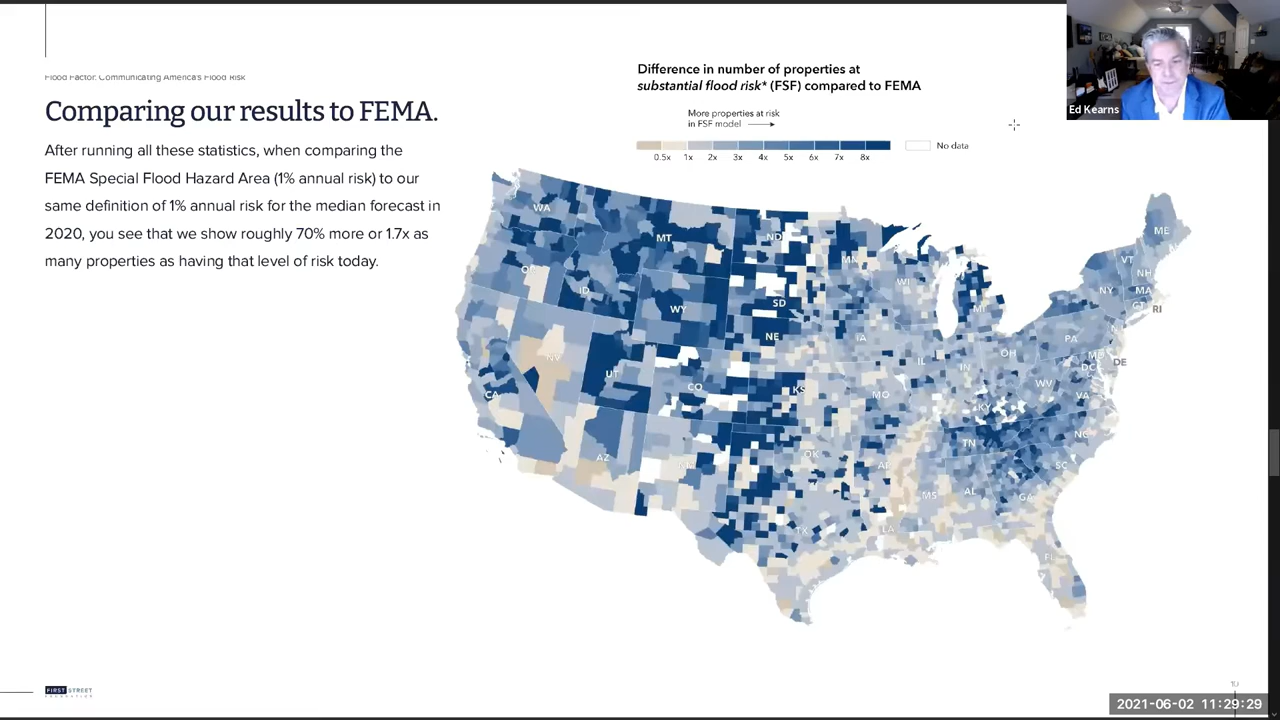 Flood Factor: Communicating America's Flood Risk
Comparing our results to FEMA.
After running all these statistics, when comparing the
FEMA Special Flood Hazard Area (1% annual risk) to our
same definition of 1% annual risk for the median forecast in
2020, you see that we show roughly 70% more or 1.7x as
many properties as having that level of risk today.
Difference in number of properties at
substantial flood risk* (FSF) compared to FEMA
More properties at risk
in FSF model
0.5x 1x 2x 3x 4x 5x 6x 7x 8x
No data
Ed Kearns
WA
MT
ND
MN
ME
VT
NH
OR
ID
WY
SD
WI
MI
NY
MA
CT
RI
NE
IA
PA
NV
UT
CO
KS
MO
IL
IN
OH
MD
DC
DE
CA
KY
WV
VA
AZ
OK
TN
NC
SC
MS
AL
GA
TX
LA
FL
FIRST STREET
FOUNDATION
2021-06-02 11:29:29